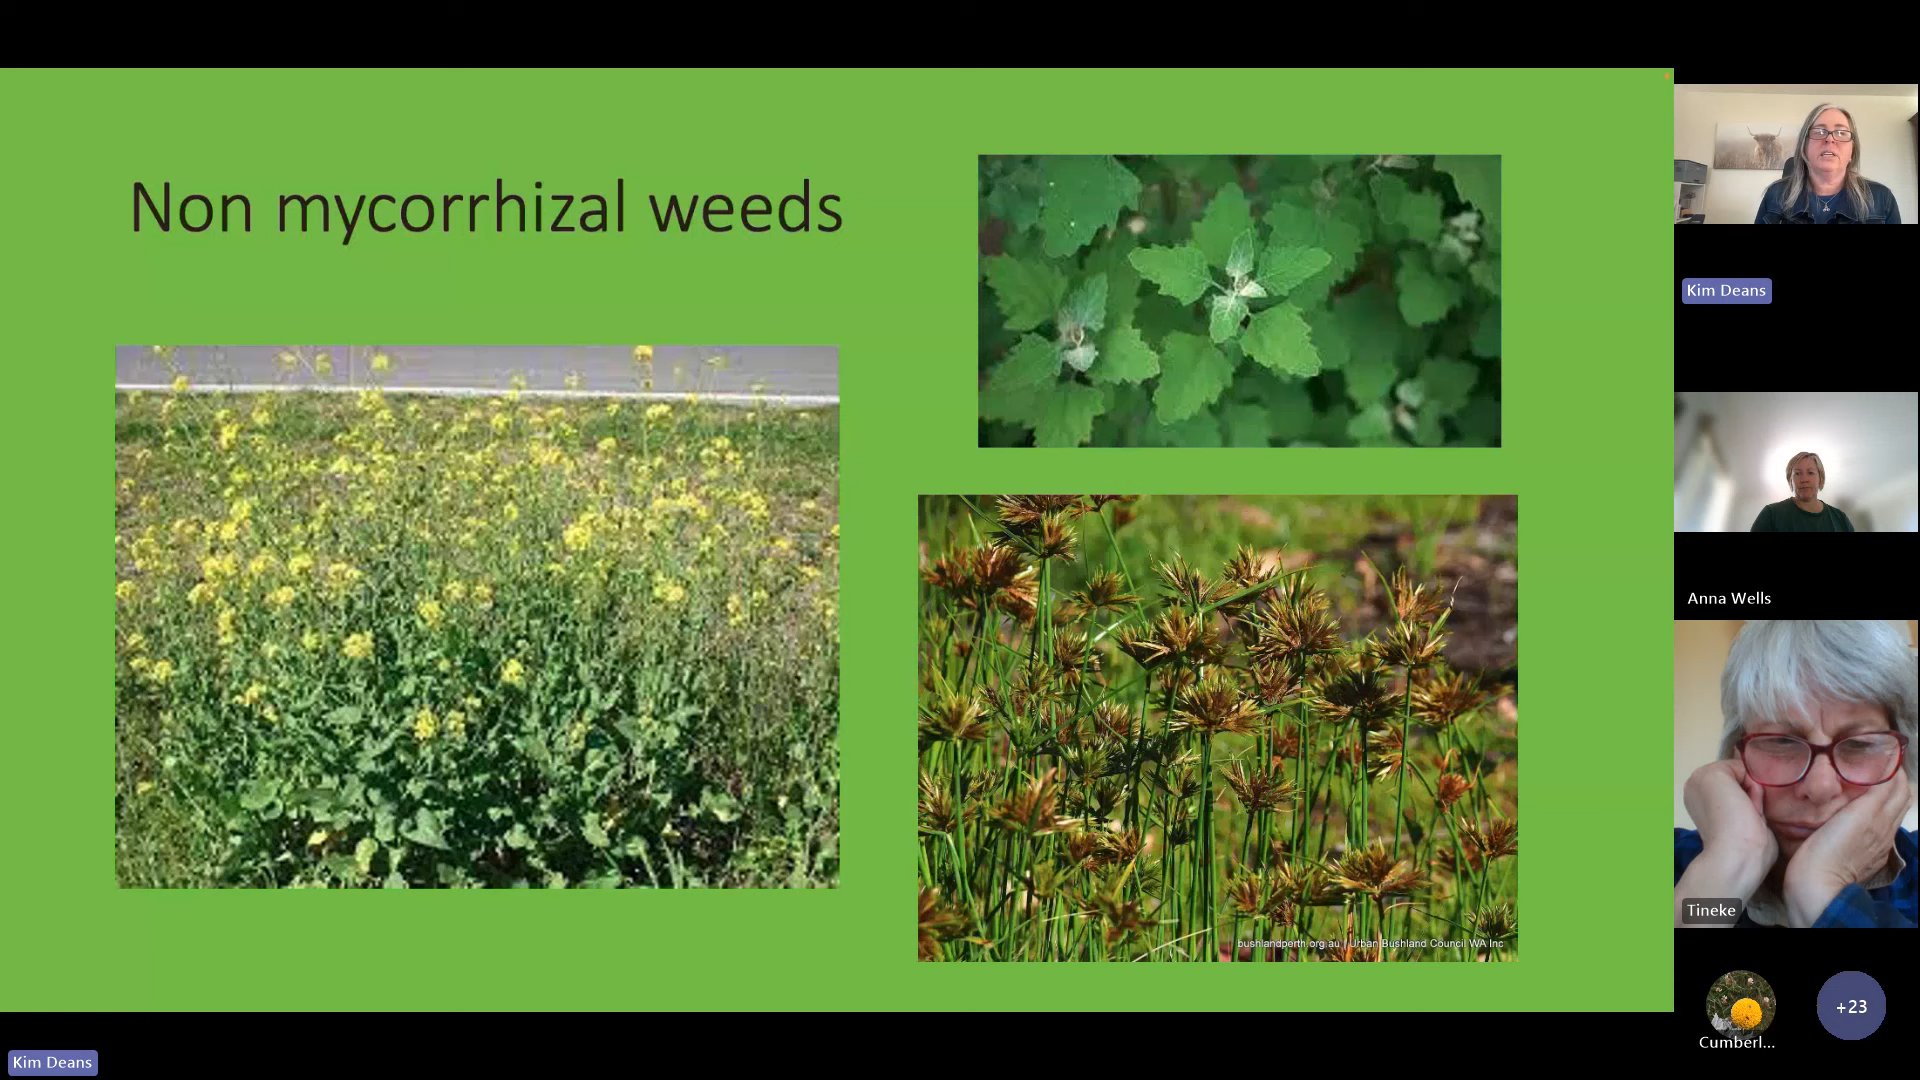 Non mycorrhizal weeds
bushlandperth.org.au | Urban Bushland Council WA Inc
Kim Deans
Anna Wells
Tineke
Cumberl...
+23
Kim Deans